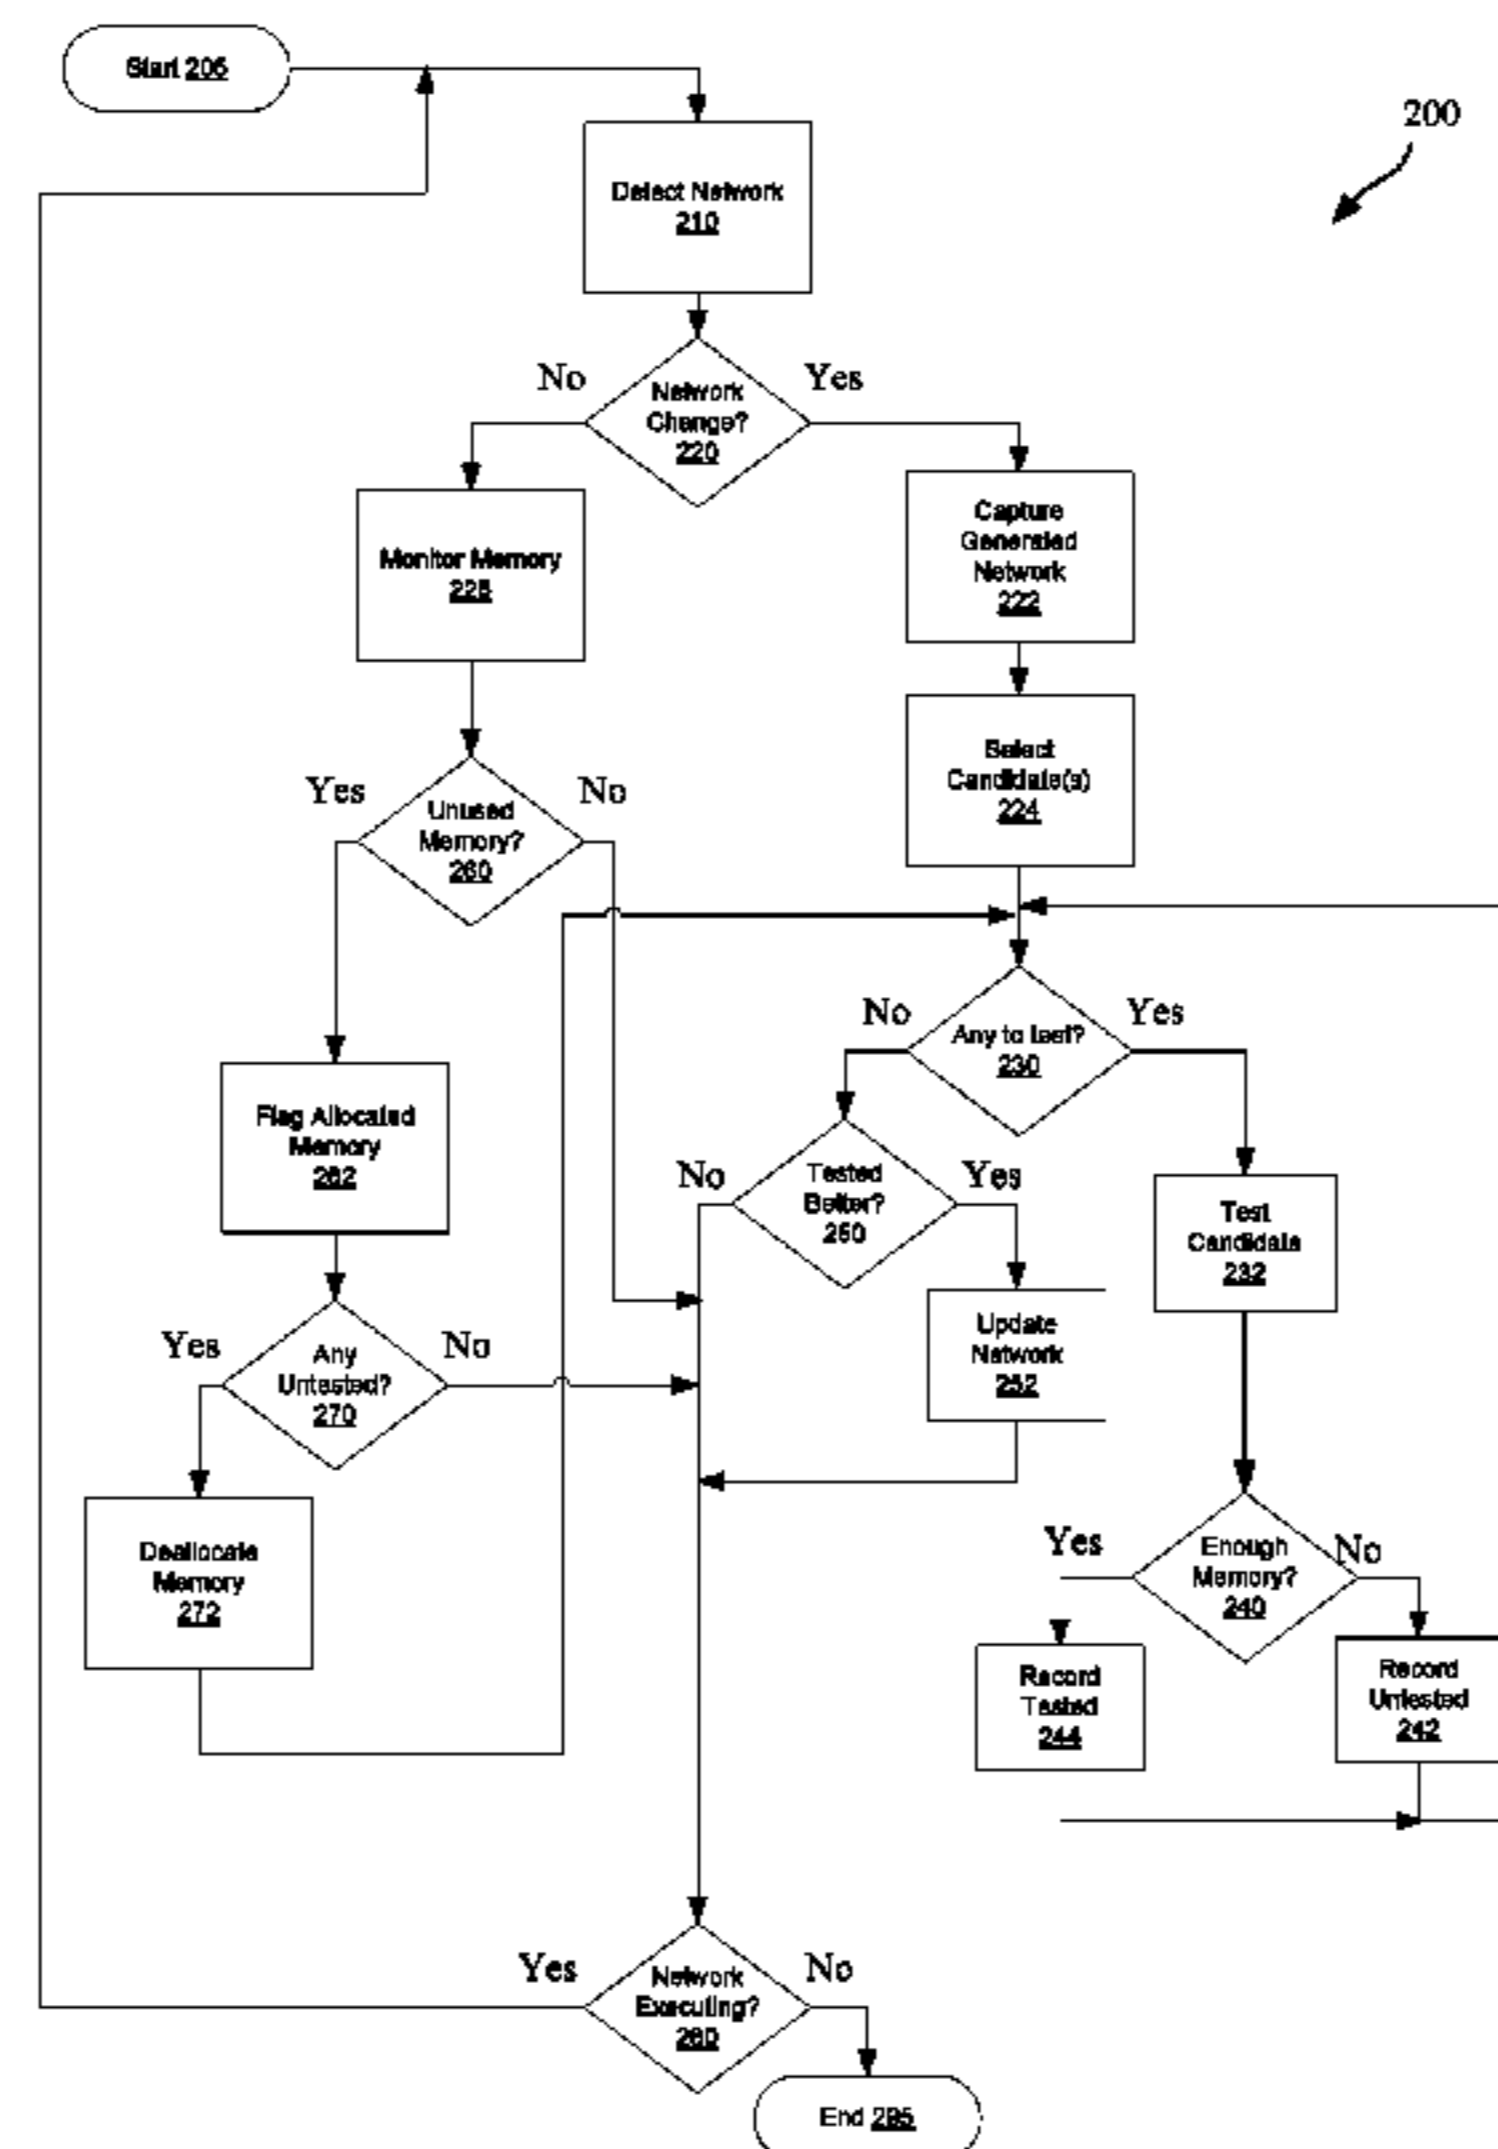 Start 205
200
Detect Network
210
No
Yes
Network
Change?
220
Monitor Memory
Capture
Generated
Network
222
Select
Candidate(s)
224
Yes
No
Unused
Memory?
260
No
Yes
Any to test?
230
Flag Allocated
Memory
262
No
Yes
Tested
Better?
250
Test
Candidate
232
Update
Network
252
Yes
No
Any
Untested?
270
Deallocate
Memory
272
Yes
No
Enough
Memory?
240
Record
Tested
244
Record
Untested
242
Yes
No
Network
Executing?
End 295